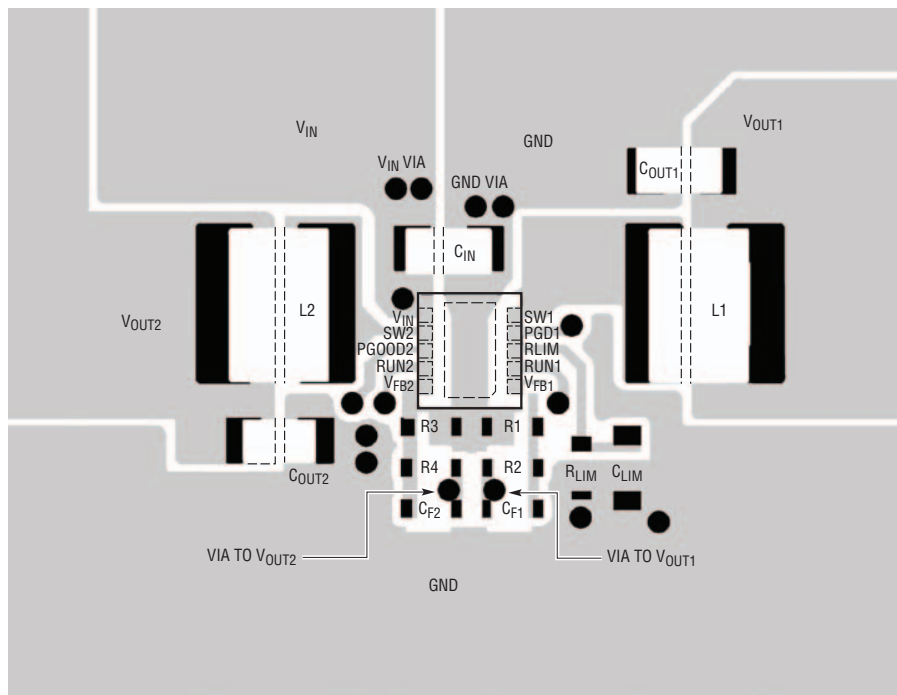 VIN
GND
VOUT1
VIN VIA
GND VIA
COUT1
CIN
VOUT2
L2
L1
VIN
SW2
PGOOD2
RUN2
VFB2
SW1
PGD1
RLIM
RUN1
VFB1
R3
R1
R4
R2
RLIM
CLIM
COUT2
CF2
CF1
VIA TO VOUT2
VIA TO VOUT1
GND